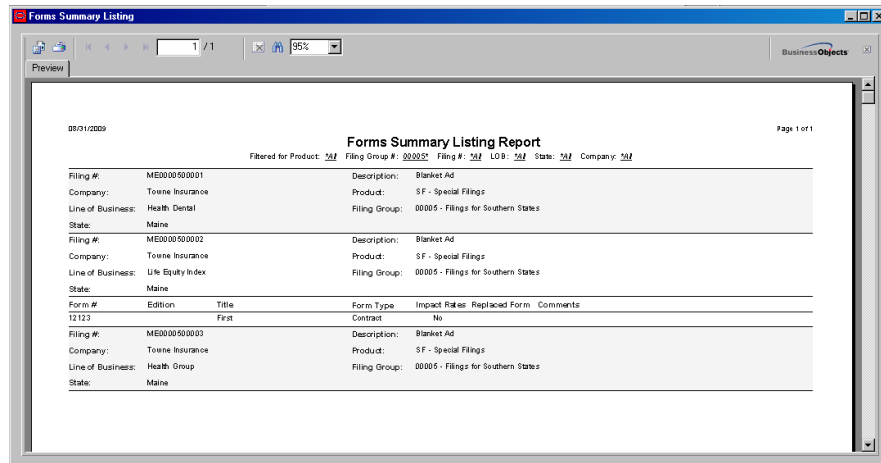 Forms Summary Listing
1 /1 95% BusinessObjects
Preview
08/31/2009 Page 1 of 1
Forms Summary Listing Report
Filtered for Product: *All Filing Group #: 00005* Filing #: *All LOB: *All State: *All Company: *All
Filing #: ME0000500001 Description: Blanket Ad
Company: Towne Insurance Product: SF - Special Filings
Line of Business: Health Dental Filing Group: 00005 - Filings for Southern States
State: Maine
Filing #: ME0000500002 Description: Blanket Ad
Company: Towne Insurance Product: SF - Special Filings
Line of Business: Life Equity Index Filing Group: 00005 - Filings for Southern States
State: Maine
Form # Edition Title Form Type Impact Rates Replaced Form Comments
12123 First Contract No
Filing #: ME0000500003 Description: Blanket Ad
Company: Towne Insurance Product: SF - Special Filings
Line of Business: Health Group Filing Group: 00005 - Filings for Southern States
State: Maine